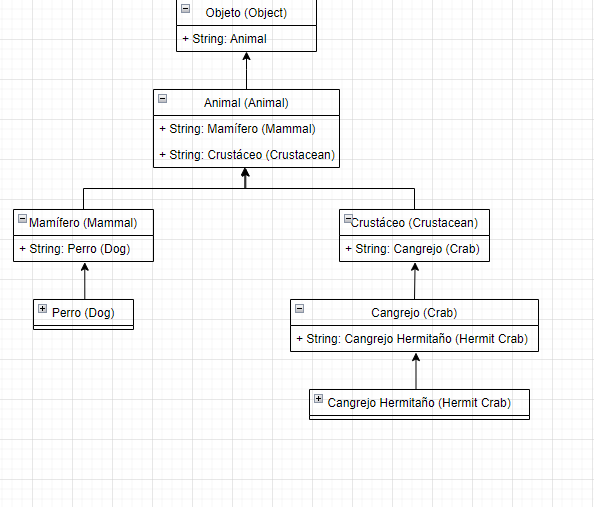 Objeto (Object)
+ String: Animal
Animal (Animal)
+ String: Mamífero (Mammal)
+ String: Crustáceo (Crustacean)
Mamífero (Mammal)
+ String: Perro (Dog)
Crustáceo (Crustacean)
+ String: Cangrejo (Crab)
Perro (Dog)
Cangrejo (Crab)
+ String: Cangrejo Hermitaño (Hermit Crab)
Cangrejo Hermitaño (Hermit Crab)